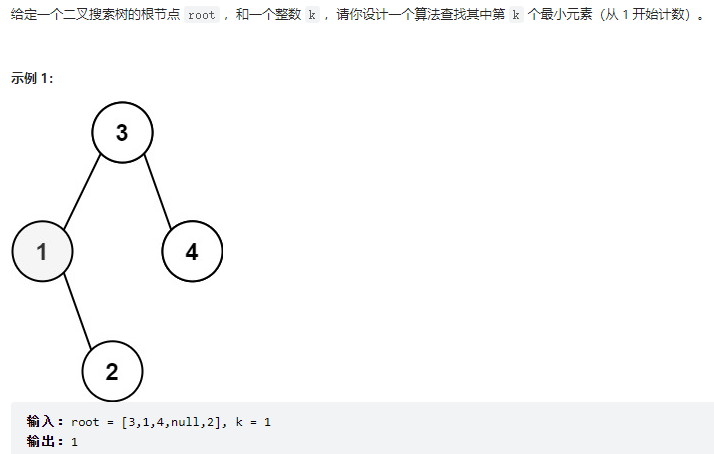 给定一个二叉搜索树的根节点 root ，和一个整数 k ，请你设计一个算法查找其中第 k 个最小元素（从 1 开始计数）。
示例 1：
3
1
4
2
输入：root = [3,1,4,null,2], k = 1
输出：1